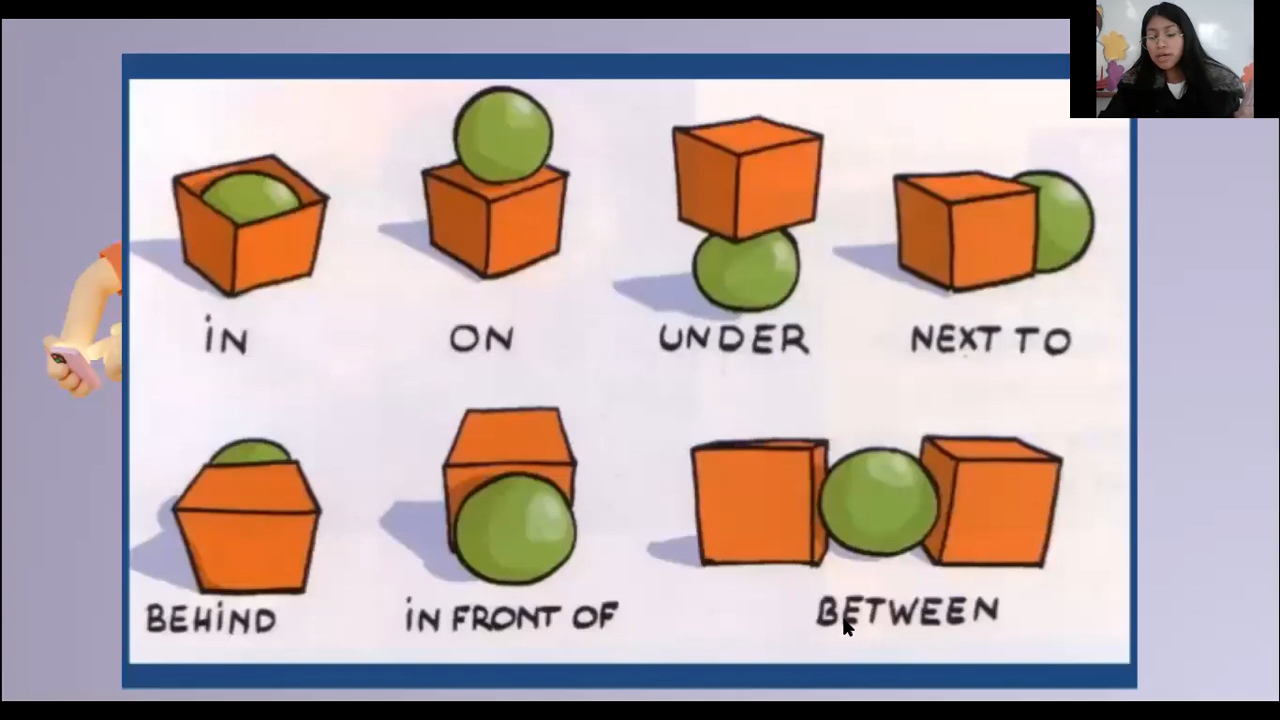 iN
ON
UNDER
NEXT TO
BEHiND
iN FRONT OF
BETWEEN